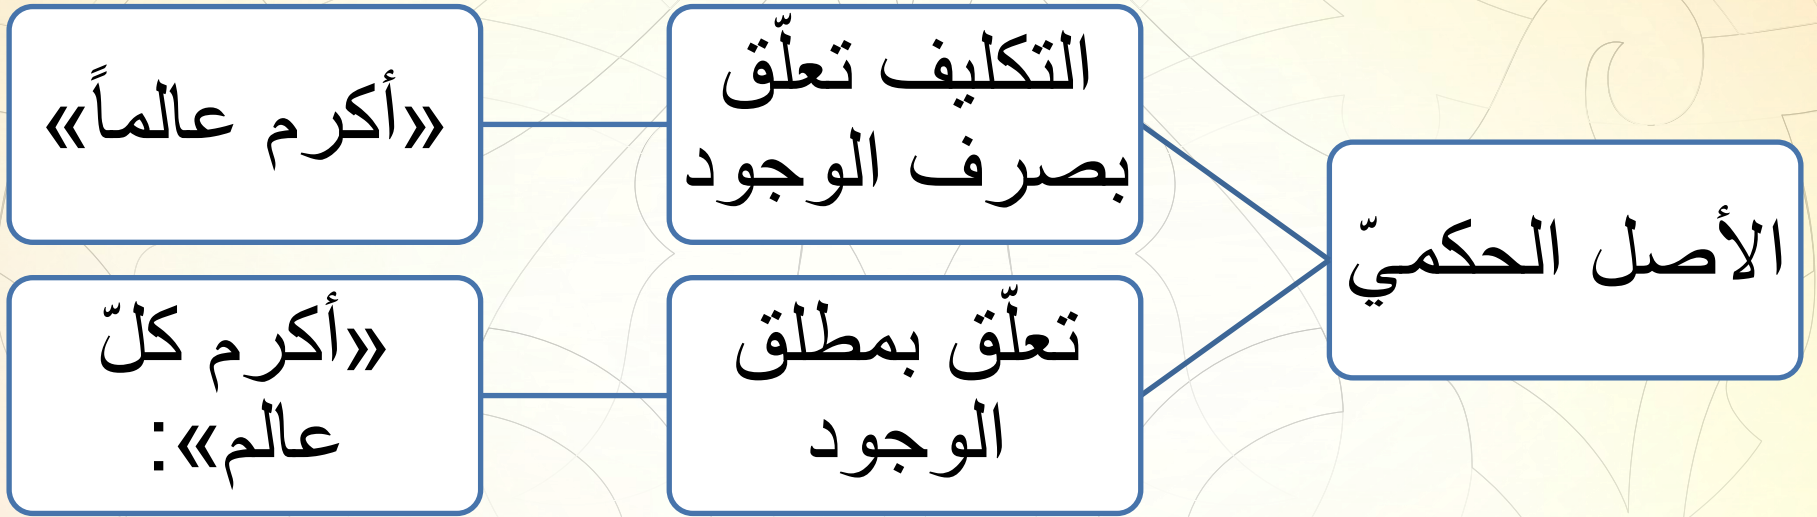 الأصل الحكميّ
التكليف تعلّق
بصرف الوجود
«أكرم عالماً»
تعلّق بمطلق
الوجود
«أكرم كلّ
عالم»: